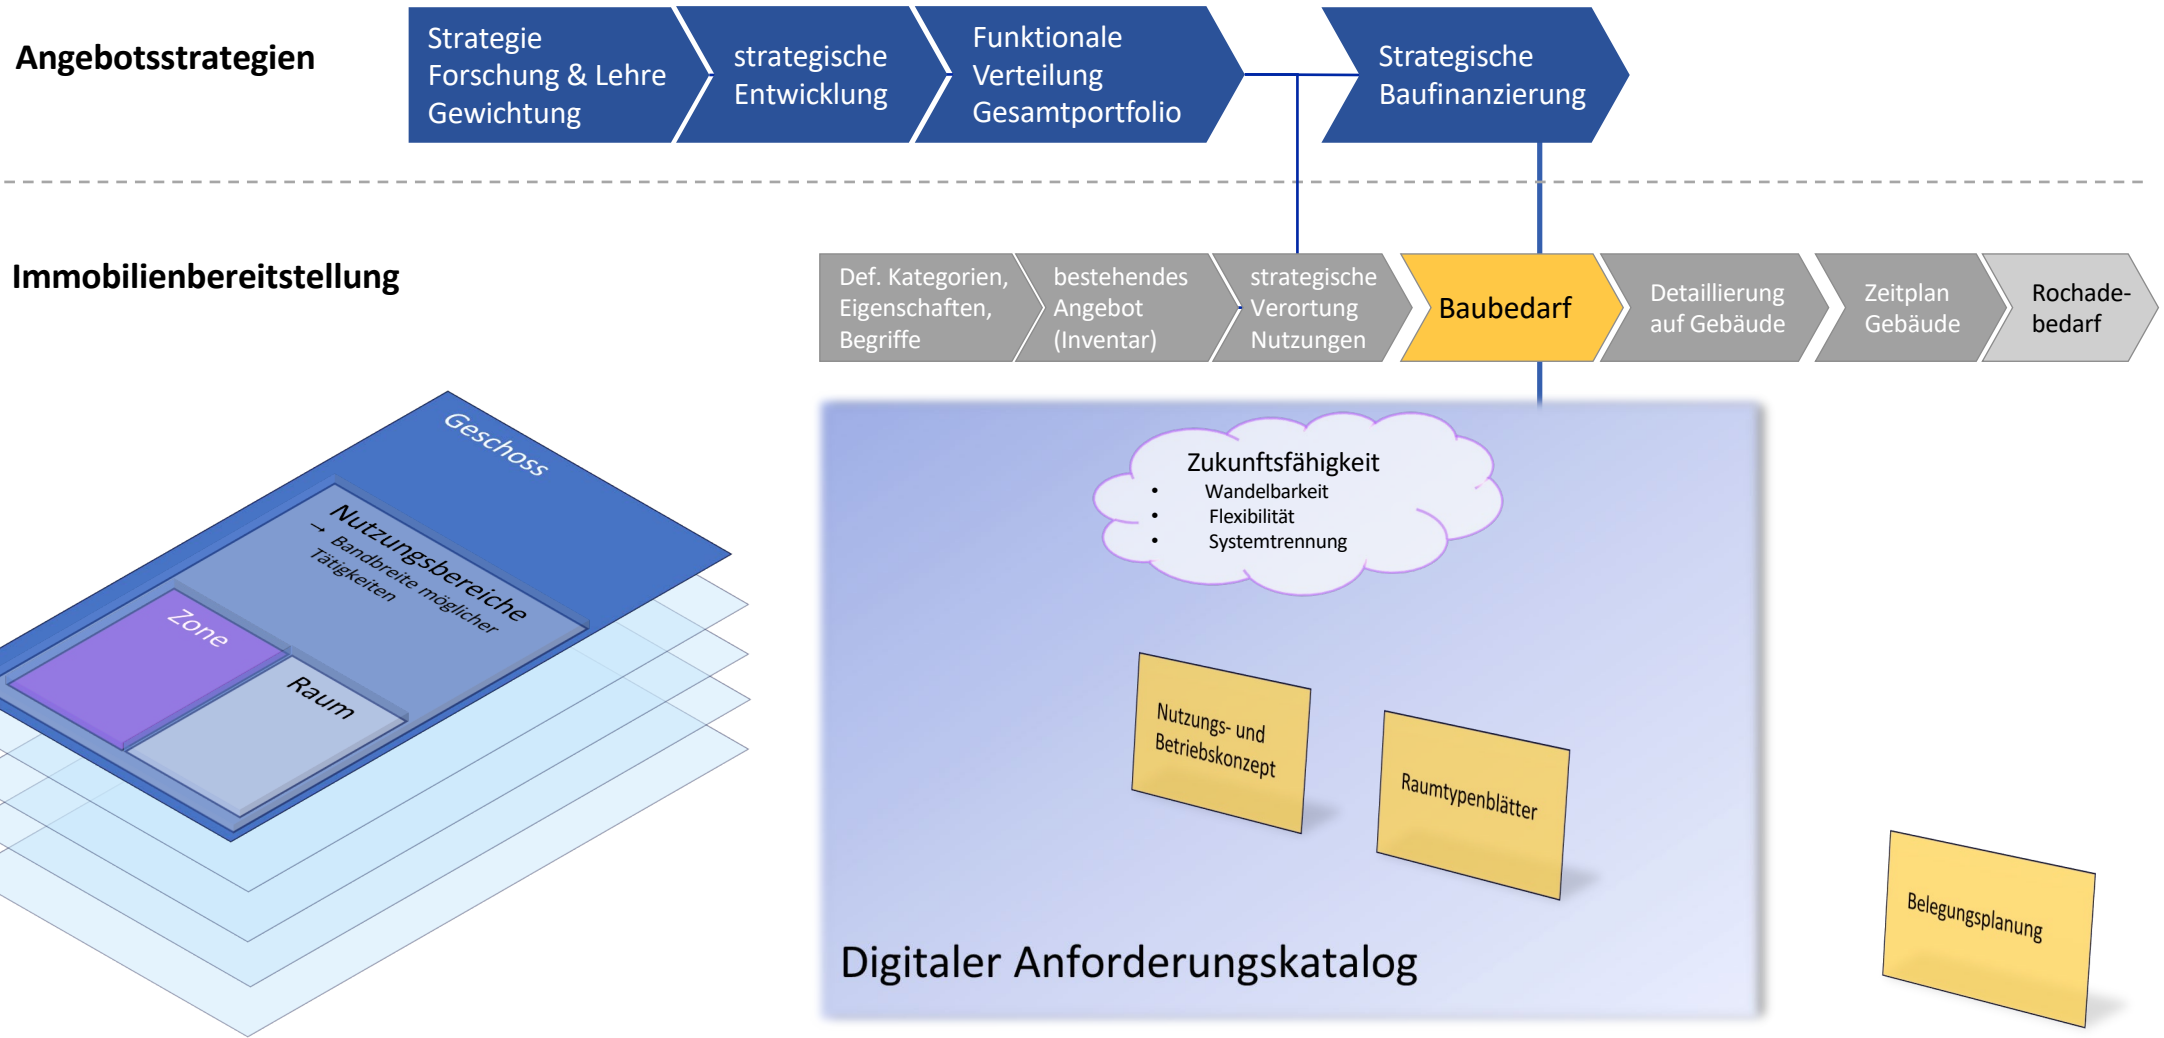 Angebotsstrategien
Strategie
Forschung & Lehre
Gewichtung
strategische
Entwicklung
Funktionale
Verteilung
Gesamtportfolio
Strategische
Baufinanzierung
Immobilienbereitstellung
Def. Kategorien,
Eigenschaften,
Begriffe
bestehendes
Angebot
(Inventar)
strategische
Verortung
Nutzungen
Baubedarf
Detaillierung
auf Gebäude
Zeitplan
Gebäude
Rochade-
bedarf
Geschoss
Nutzungsbereiche
→ Bandbreite möglicher
Tätigkeiten
Zone
Raum
Zukunftsfähigkeit
• Wandelbarkeit
• Flexibilität
• Systemtrennung
Nutzungs- und
Betriebskonzept
Raumtypenblätter
Digitaler Anforderungskatalog
Belegungsplanung